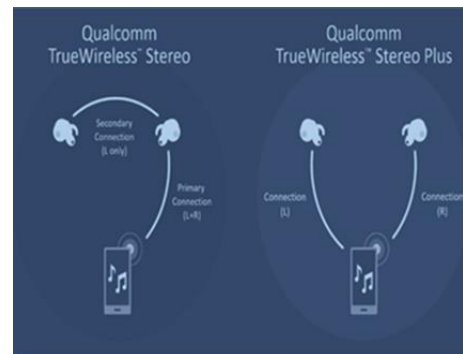 Qualcomm
TrueWireless™ Stereo
Secondary
Connection
(L only)
Primary
Connection
(L+R)
Qualcomm
TrueWireless™ Stereo Plus
Connection
(L)
Connection
(R)